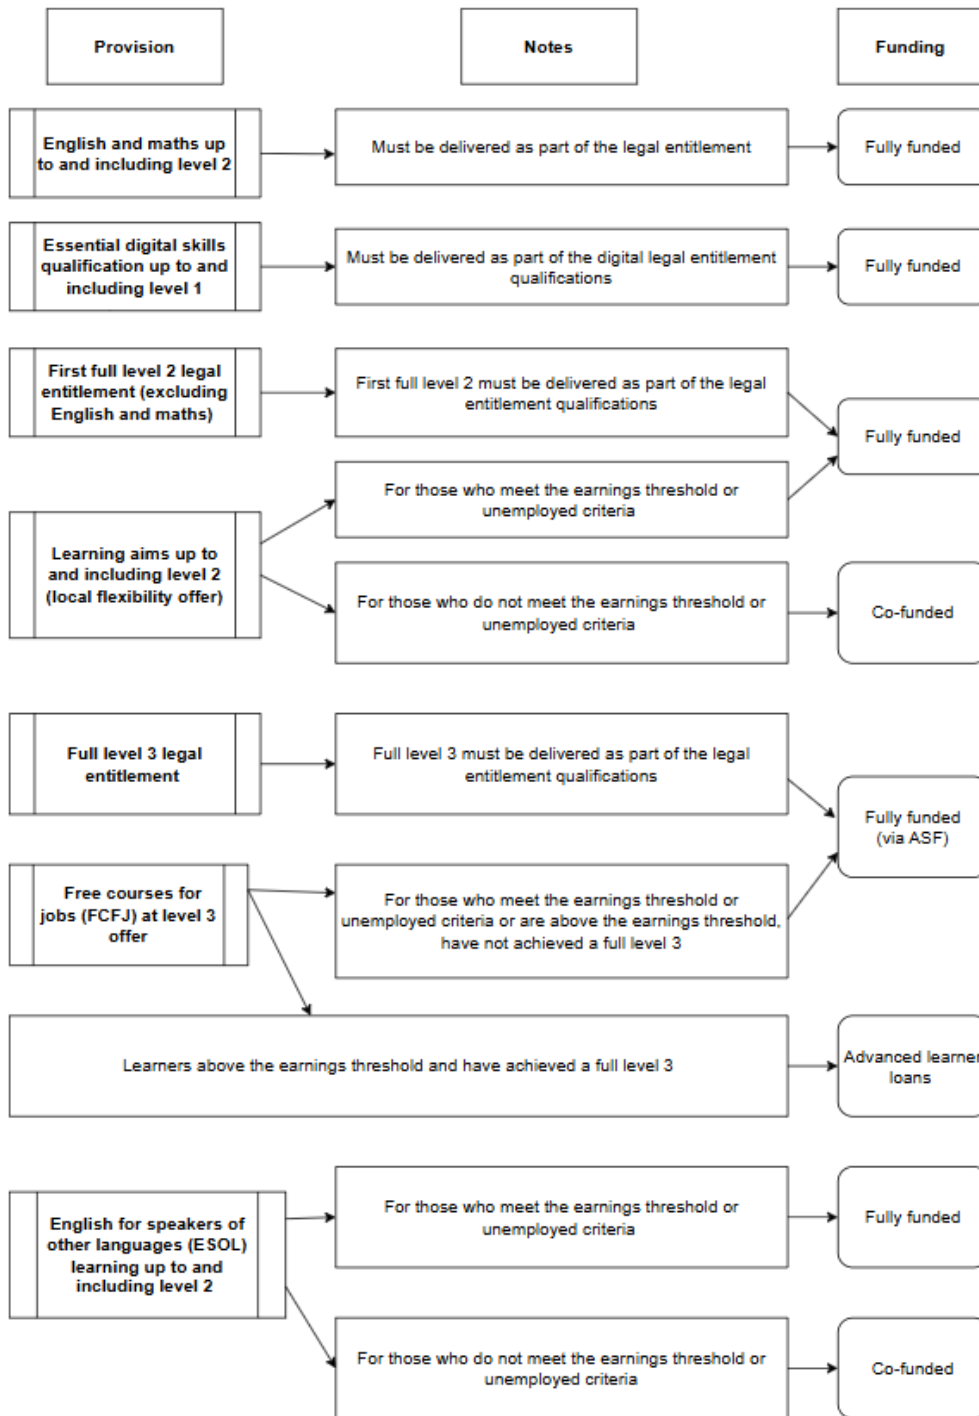 Provision
Notes
Funding
English and maths up
to and including level 2
Must be delivered as part of the legal entitlement
Fully funded
Essential digital skills
qualification up to and
including level 1
Must be delivered as part of the digital legal entitlement
qualifications
Fully funded
First full level 2 legal
entitlement (excluding
English and maths)
First full level 2 must be delivered as part of the legal
entitlement qualifications
Fully funded
Learning aims up to
and including level 2
(local flexibility offer)
For those who meet the earnings threshold or
unemployed criteria
For those who do not meet the earnings threshold or
unemployed criteria
Co-funded
Full level 3 legal
entitlement
Full level 3 must be delivered as part of the legal
entitlement qualifications
Fully funded
(via ASF)
Free courses for
jobs (FCFJ) at level 3
offer
For those who meet the earnings threshold or
unemployed criteria or are above the earnings threshold,
have not achieved a full level 3
Learners above the earnings threshold and have achieved a full level 3
Advanced learner
loans
English for speakers of
other languages (ESOL)
learning up to and
including level 2
For those who meet the earnings threshold or
unemployed criteria
Fully funded
For those who do not meet the earnings threshold or
unemployed criteria
Co-funded